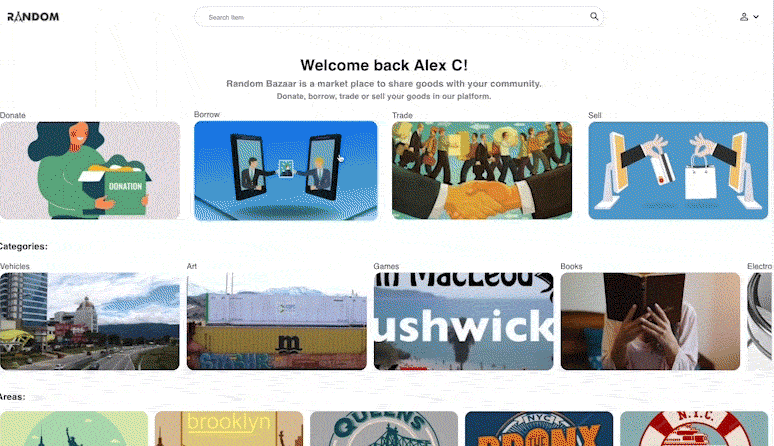 RANDOM
Search Item
Welcome back Alex C!
Random Bazaar is a market place to share goods with your community.
Donate, borrow, trade or sell your goods in our platform.
Donate
Borrow
Trade
Sell
DONATION
Categories:
Vehicles
Art
Games
Books
Electro
in MacLeod
ushwick
m
Areas:
brooklyn
QUEENS
NYC
BRONX
N.Y.C.